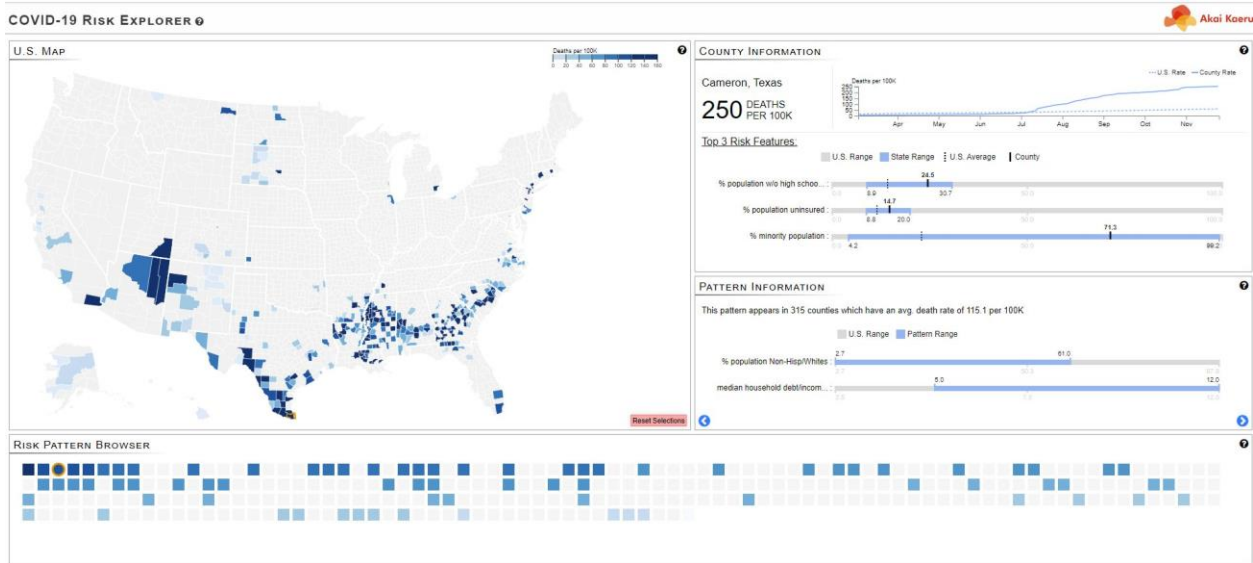 COVID-19 RISK EXPLORER ?
Akai Kaeru
U.S. MAP
?
Deaths per 100K
0 20 40 60 80 100 120 140 160
Reset Selections
COUNTY INFORMATION
?
Cameron, Texas
250 DEATHS PER 100K
U.S. Rate County Rate
Deaths per 100K
250
200
150
100
50
0
Apr May Jun Jul Aug Sep Oct Nov
Top 3 Risk Features:
U.S. Range State Range U.S. Average County
24.5
% population w/o high schoo... :
8.9 30.7
14.7
% population uninsured :
20.0
71.3
% minority population :
4.2 99.2
PATTERN INFORMATION
?
This pattern appears in 315 counties which have an avg. death rate of 115.1 per 100K
U.S. Range Pattern Range
2.7 61.0
% population Non-Hisp/Whites :
5.0 12.0
median household debt/incom... :
RISK PATTERN BROWSER
?